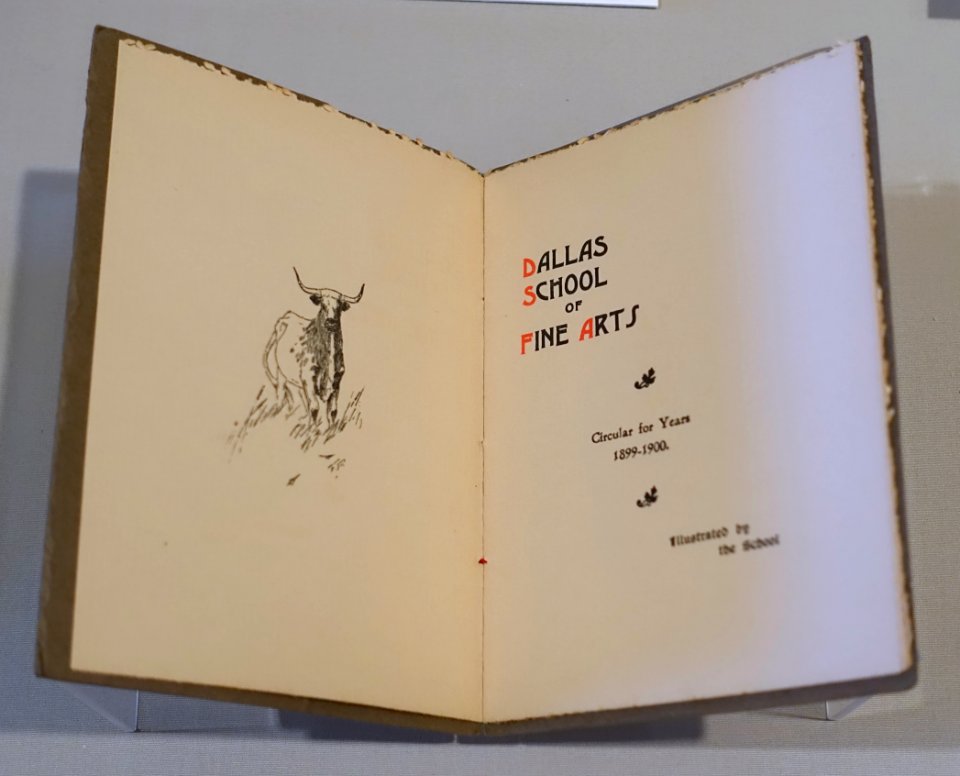 DALLAS
SCHOOL
OF
FINE ARTS
Circular for Years
1899-1900.
Illustrated by
the School